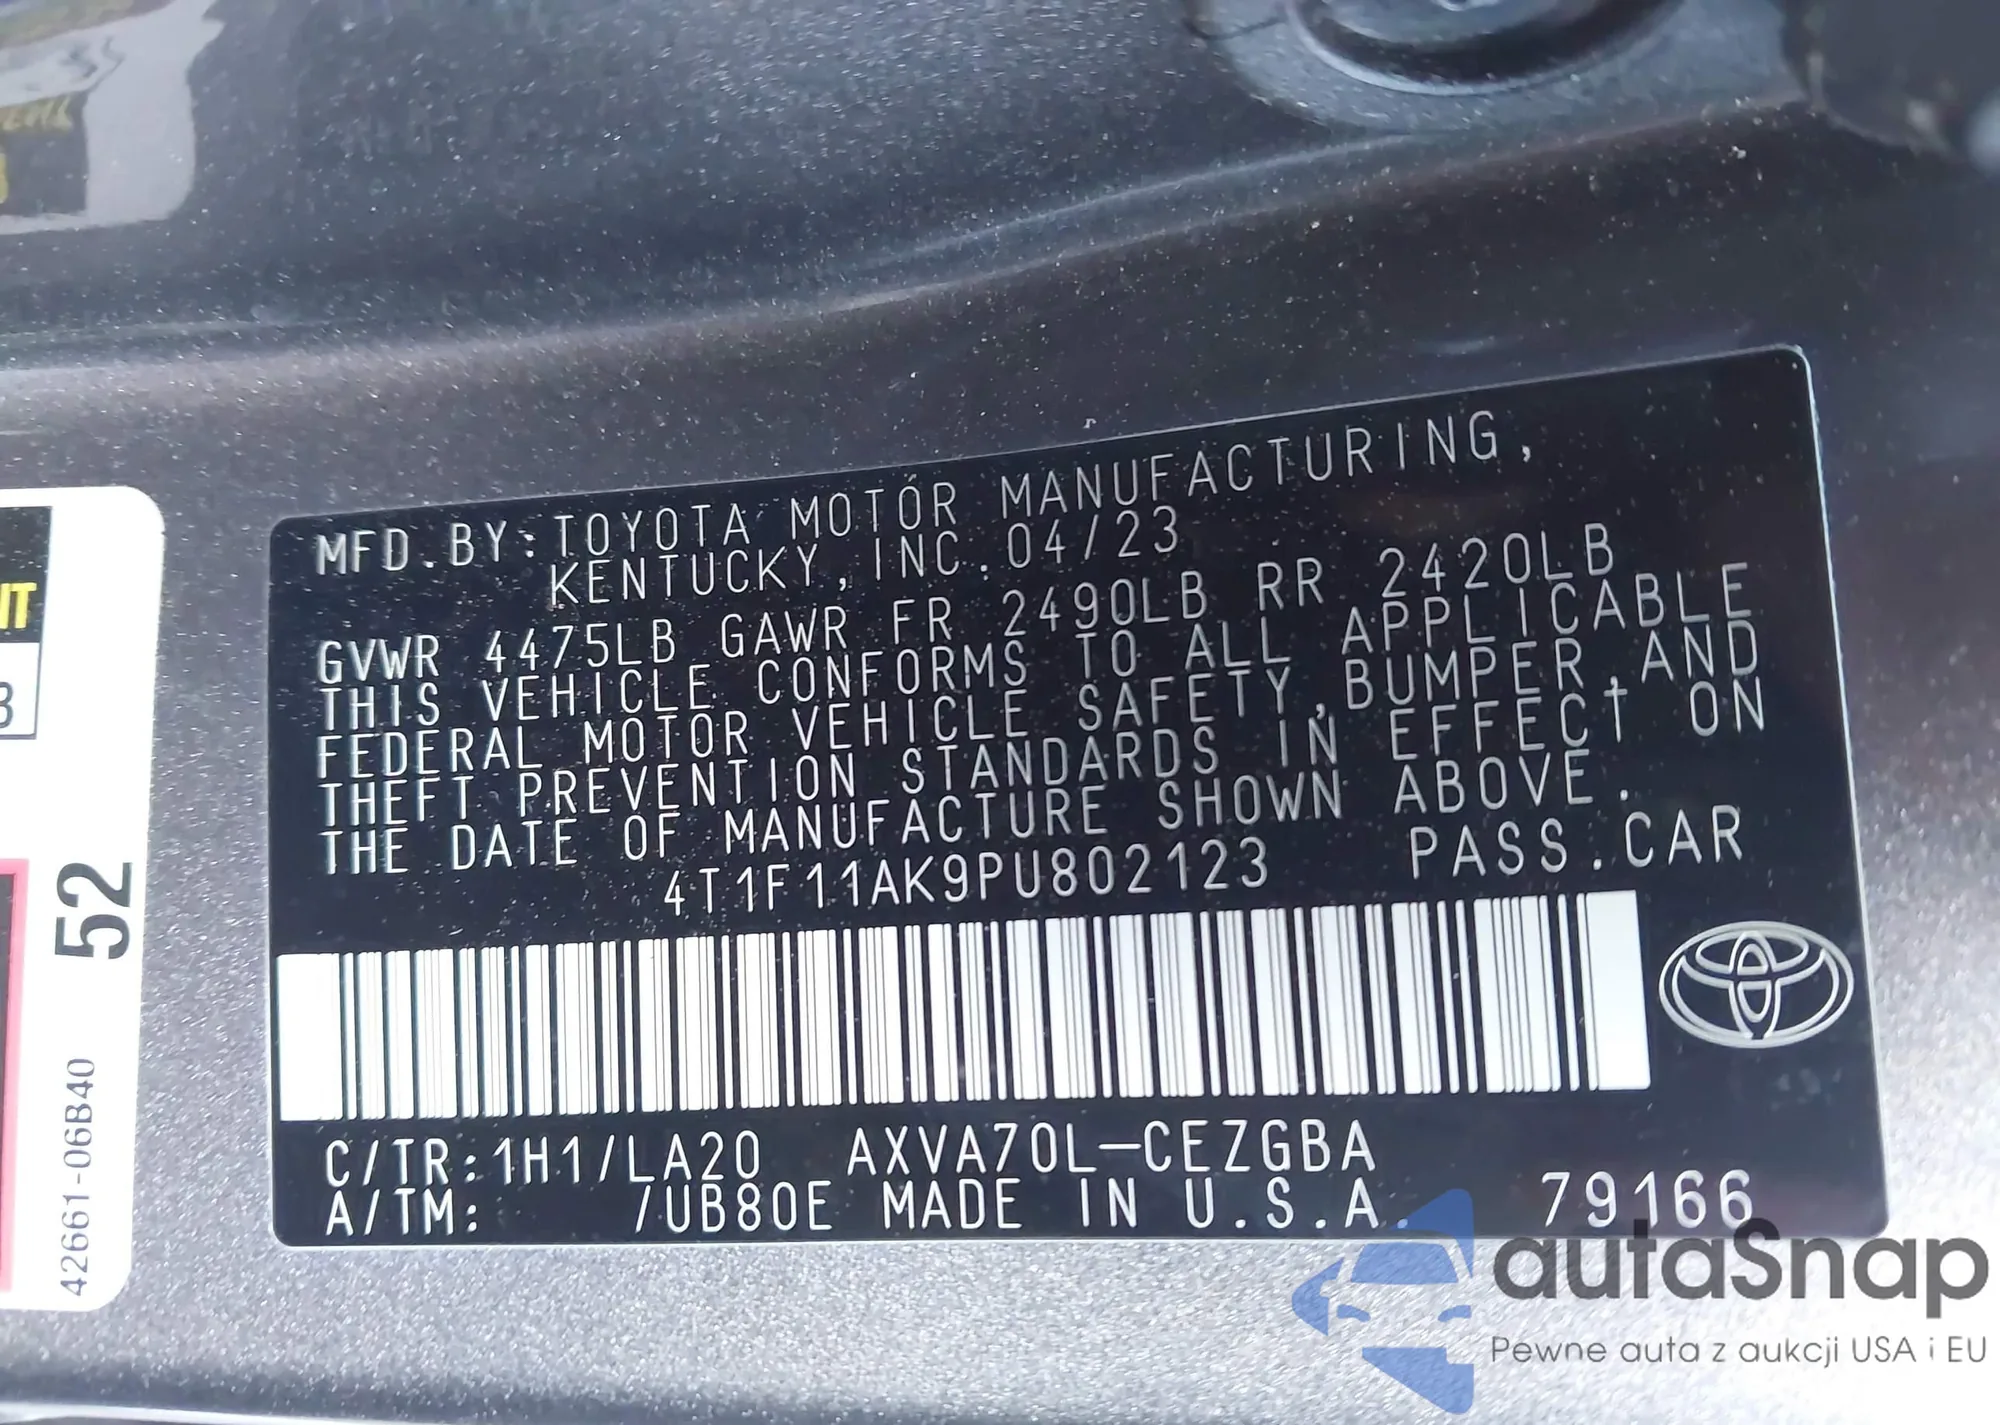 MFD.BY:TOYOTA MOTOR MANUFACTURING,
KENTUCKY,INC.04/23
GVWR 4475LB GAWR FR 2490LB RR 2420LB
THIS VEHICLE CONFORMS TO ALL APPLICABLE
FEDERAL MOTOR VEHICLE SAFETY,BUMPER,AND
THEFT PREVENTION STANDARDS IN EFFECT ON
THE DATE OF MANUFACTURE SHOWN ABOVE.
4T1F11AK9PU802123 PASS.CAR
C/TR:1H1/LA20 AXVA70L-CEZGBA
A/TM: /UB80E MADE IN U.S.A. 79166
52
42661-06B40
autaSnap
Pewne auta z aukcji USA i EU